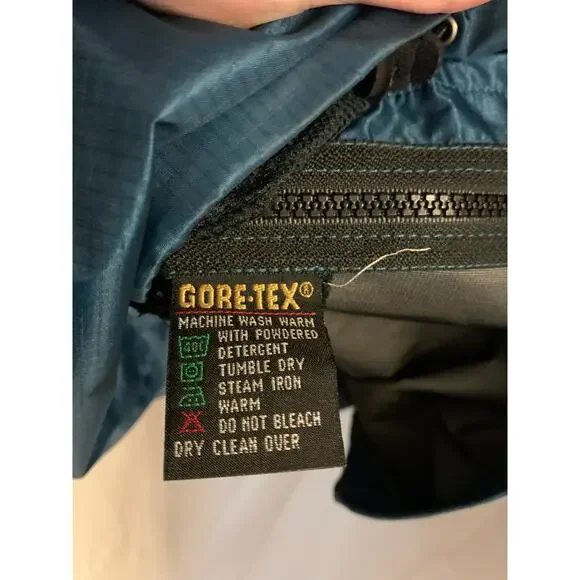 GORE-TEX®
MACHINE WASH WARM
40C WITH POWDERED
DETERGENT
TUMBLE DRY
STEAM IRON
WARM
DO NOT BLEACH
DRY CLEAN OVER